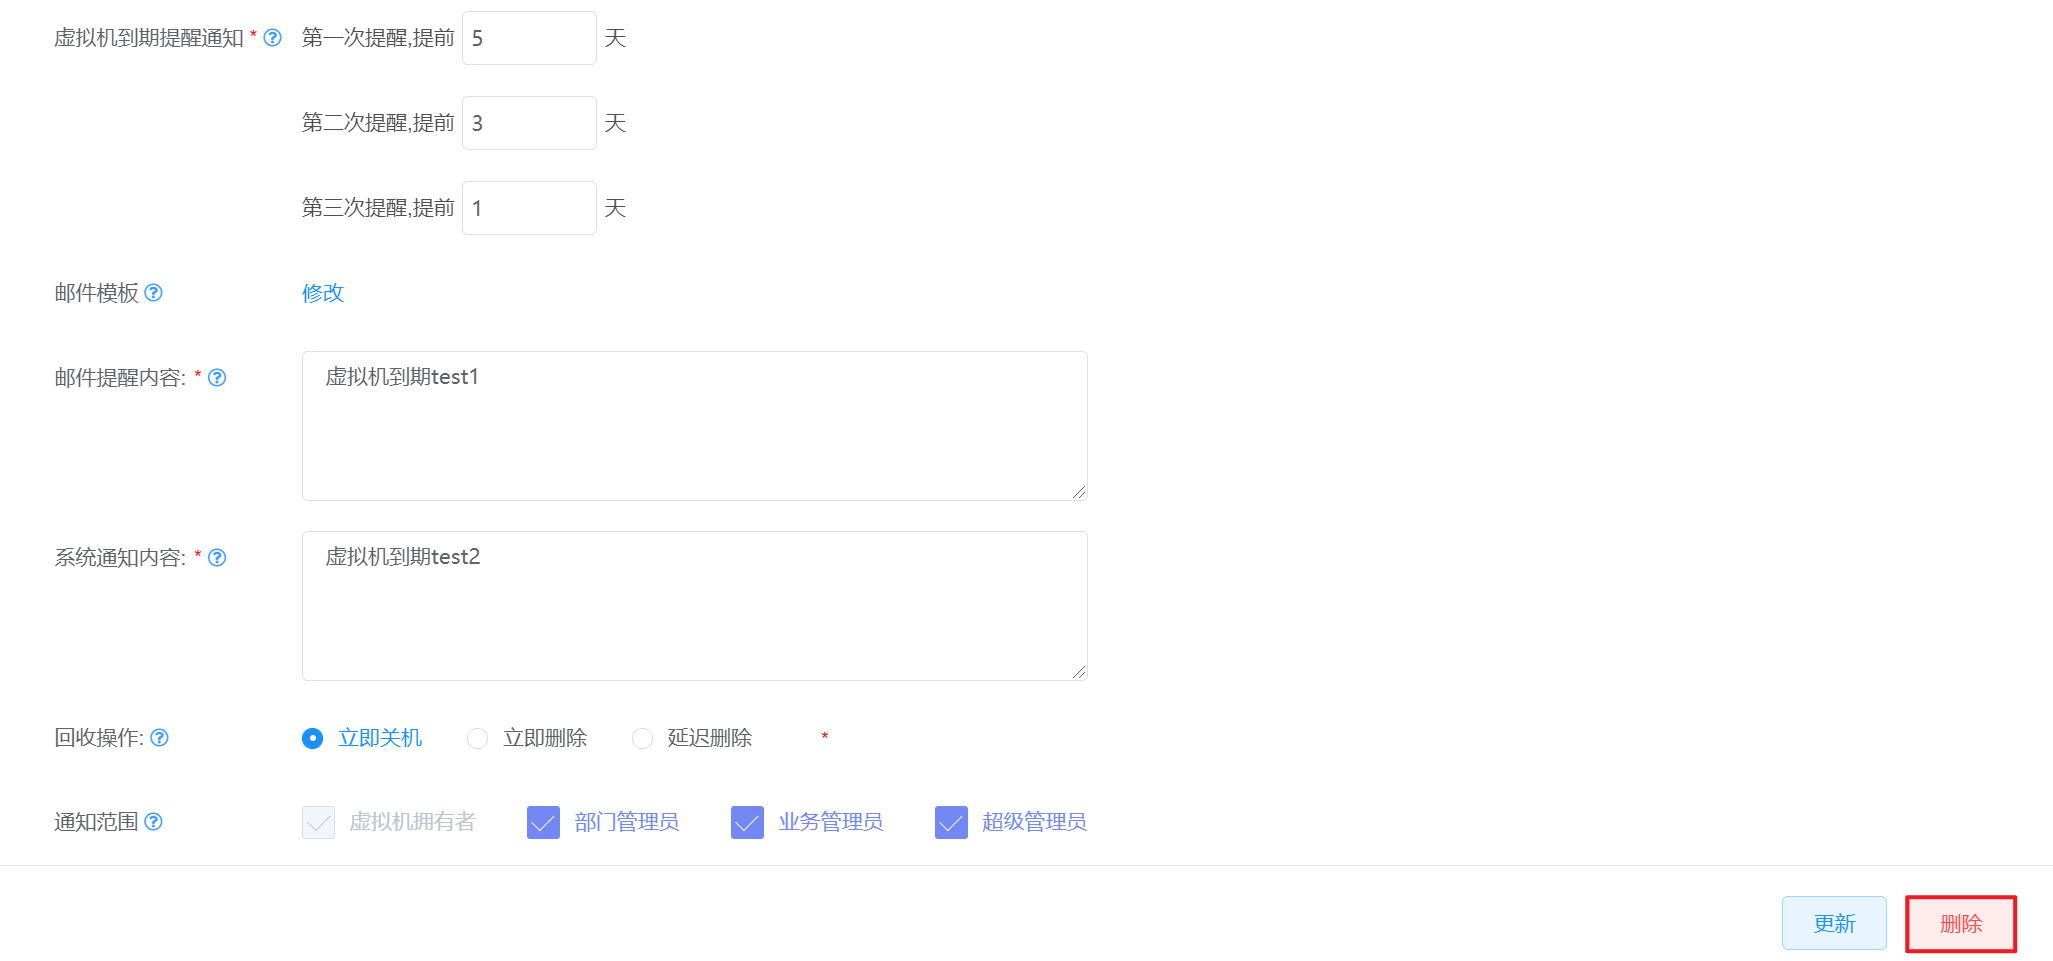 虚拟机到期提醒通知 * 第一次提醒,提前 5 天
第二次提醒,提前 3 天
第三次提醒,提前 1 天
邮件模板 修改
邮件提醒内容: * 虚拟机到期test1
系统通知内容: * 虚拟机到期test2
回收操作: 立即关机 立即删除 延迟删除 *
通知范围 虚拟机拥有者 部门管理员 业务管理员 超级管理员
更新 删除